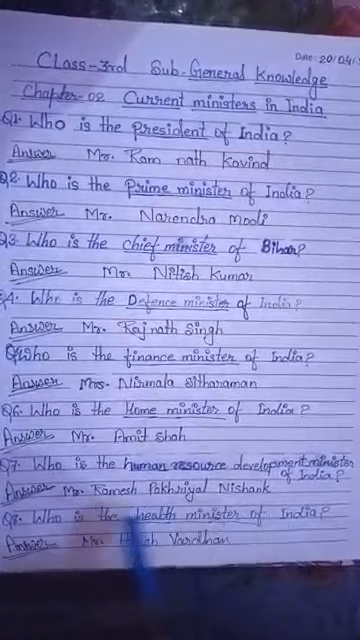 Date: 20/04/
Class-3rd Sub-General Knowledge
Chapter-02 Current ministers in India
Q1. Who is the president of India?
Answer Mr. Ram nath Kovind
Q2. Who is the Prime minister of India?
Answer Mr. Narendra Modi
Q3. Who is the Chief minister of Bihar?
Answer Mr. Nitish Kumar
Q4. Who is the Defence minister of India?
Answer Mr. Rajnath Singh
Who is the finance minister of India?
Answer Mrs. Nirmala sitharaman
Q6. Who is the Home minister of India?
Answer Mr. Amit shah
Q7. Who is the human resource development minister
of India?
Answer Mr. Ramesh Pokhriyal Nishank
Q8. Who is the health minister of India?
Answer Mr. Vardhan